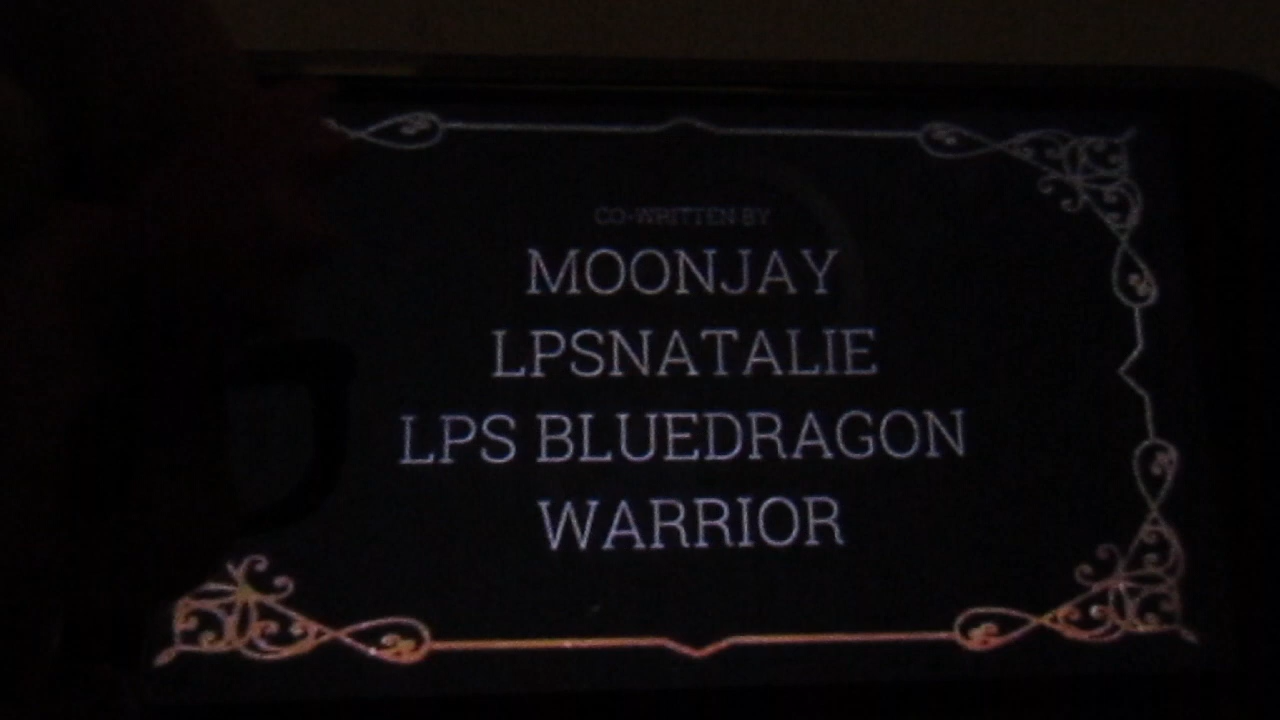 CO-WRITTEN BY
MOONJAY
LPSNATALIE
LPS BLUEDRAGON
WARRIOR